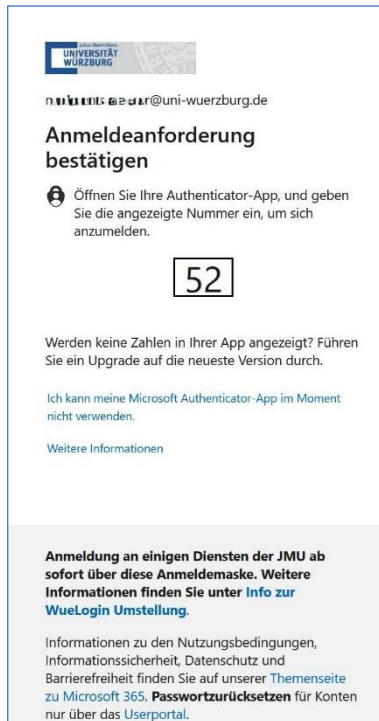 Julius-Maximilians-
UNIVERSITÄT
WÜRZBURG
@uni-wuerzburg.de
Anmeldeanforderung
bestätigen
Öffnen Sie Ihre Authenticator-App, und geben
Sie die angezeigte Nummer ein, um sich
anzumelden.
52
Werden keine Zahlen in Ihrer App angezeigt? Führen
Sie ein Upgrade auf die neueste Version durch.
Ich kann meine Microsoft Authenticator-App im Moment
nicht verwenden.
Weitere Informationen
Anmeldung an einigen Diensten der JMU ab
sofort über diese Anmeldemaske. Weitere
Informationen finden Sie unter Info zur
WueLogin Umstellung.
Informationen zu den Nutzungsbedingungen,
Informationssicherheit, Datenschutz und
Barrierefreiheit finden Sie auf unserer Themenseite
zu Microsoft 365. Passwortzurücksetzen für Konten
nur über das Userportal.